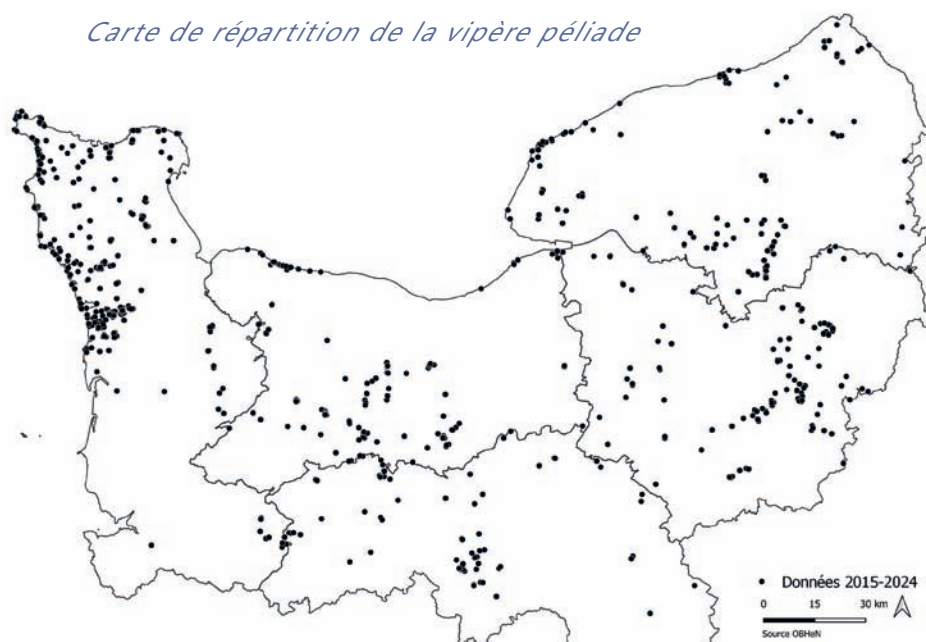 Carte de répartition de la vipère péliade
Données 2015-2024
0 15 30 km
Source OBHeN